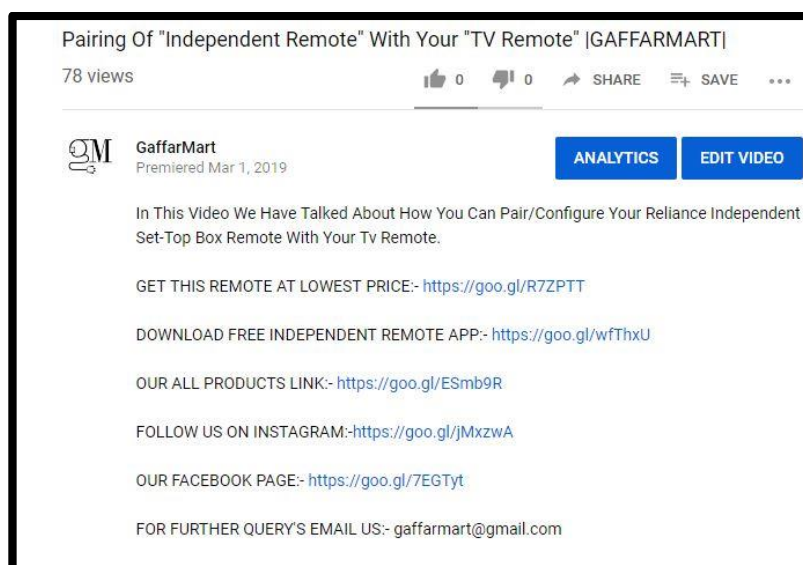 Pairing Of "Independent Remote" With Your "TV Remote" |GAFFARMART|
78 views
0 0 SHARE SAVE
gM GaffarMart
Premiered Mar 1, 2019
ANALYTICS EDIT VIDEO
In This Video We Have Talked About How You Can Pair/Configure Your Reliance Independent
Set-Top Box Remote With Your Tv Remote.
GET THIS REMOTE AT LOWEST PRICE:- https://goo.gl/R7ZPTT
DOWNLOAD FREE INDEPENDENT REMOTE APP:- https://goo.gl/wfThxU
OUR ALL PRODUCTS LINK:- https://goo.gl/ESmb9R
FOLLOW US ON INSTAGRAM:-https://goo.gl/jMxzwA
OUR FACEBOOK PAGE:- https://goo.gl/7EGTyt
FOR FURTHER QUERY'S EMAIL US:- gaffarmart@gmail.com